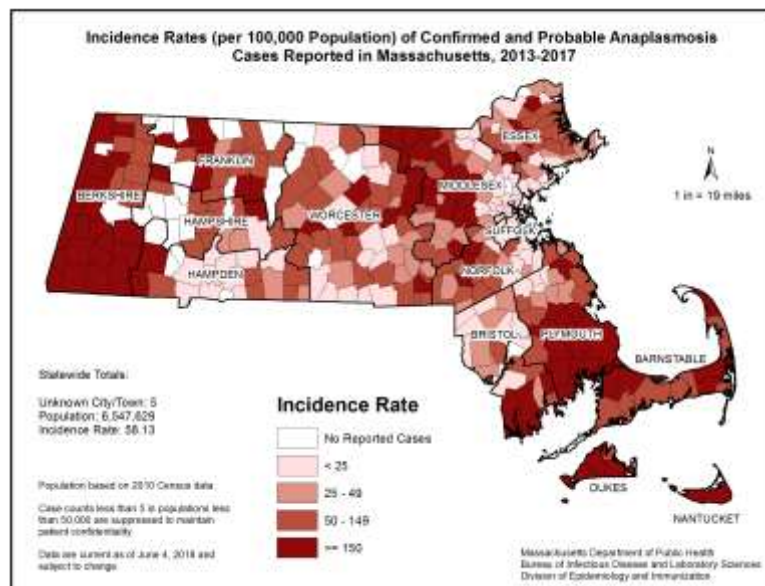 Incidence Rates (per 100,000 Population) of Confirmed and Probable Anaplasmosis
Cases Reported in Massachusetts, 2013-2017
N
1 in = 19 miles
ESSEX
FRANKLIN
MIDDLESEX
BERKSHIRE
WORCESTER
HAMPSHIRE
SUFFOLK
HAMPDEN
NORFOLK
BRISTOL
PLYMOUTH
BARNSTABLE
DUKES
NANTUCKET
Statewide Totals:
Unknown City/Town: 5
Population: 6,547,629
Incidence Rate: 58.13
Population based on 2010 Census data
Case counts less than 5 in populations less
than 50,000 are suppressed to maintain
patient confidentiality
Data are current as of June 4, 2018 and
subject to change
Incidence Rate
No Reported Cases
< 25
25 - 49
50 - 149
>= 150
Massachusetts Department of Public Health
Bureau of Infectious Disease and Laboratory Sciences
Division of Epidemiology and Immunization